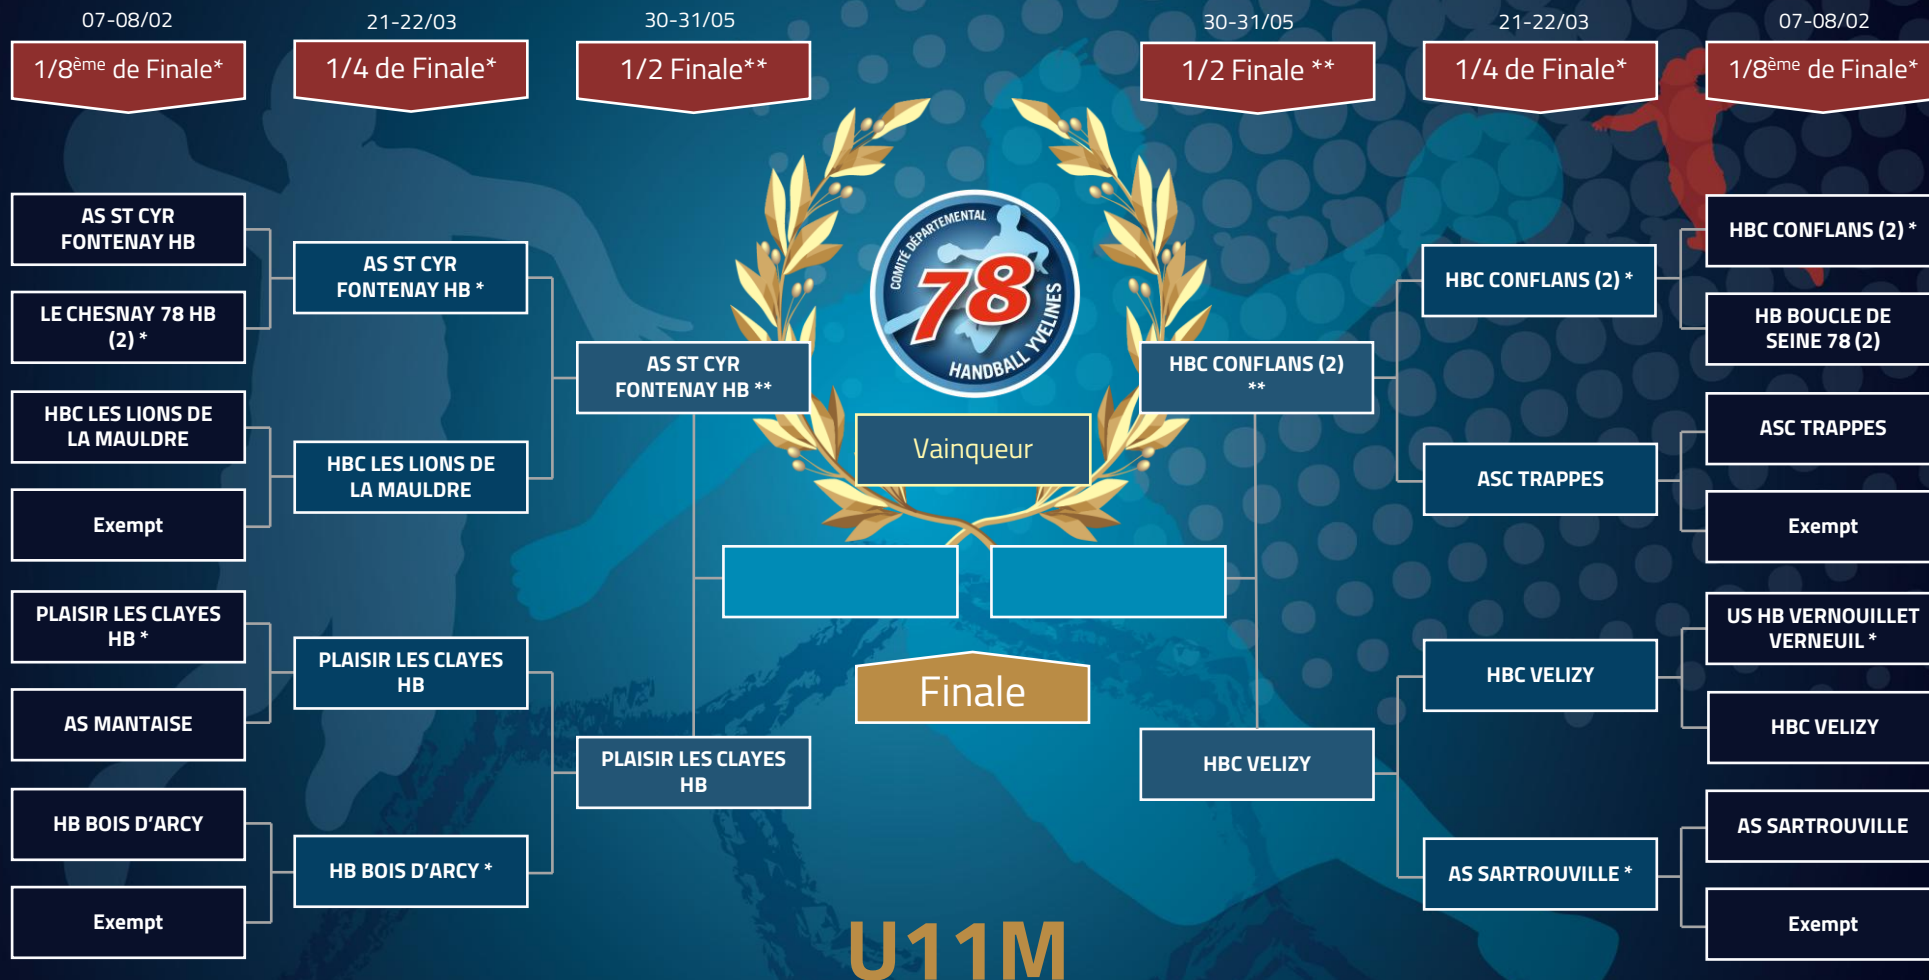 07-08/02
21-22/03
30-31/05
30-31/05
21-22/03
07-08/02
1/8ème de Finale*
1/4 de Finale*
1/2 Finale**
1/2 Finale **
1/4 de Finale*
1/8ème de Finale*
AS ST CYR
FONTENAY HB
LE CHESNAY 78 HB
(2) *
HBC LES LIONS DE
LA MAULDRE
Exempt
PLAISIR LES CLAYES
HB *
AS MANTAISE
HB BOIS D’ARCY
Exempt
AS ST CYR
FONTENAY HB *
HBC LES LIONS DE
LA MAULDRE
PLAISIR LES CLAYES
HB
HB BOIS D’ARCY *
AS ST CYR
FONTENAY HB **
PLAISIR LES CLAYES
HB
COMITÉ DÉPARTEMENTAL
78
HANDBALL YVELINES
Vainqueur
Finale
U11M
HBC CONFLANS (2)
**
HBC VELIZY
HBC CONFLANS (2) *
ASC TRAPPES
HBC VELIZY
AS SARTROUVILLE *
HBC CONFLANS (2) *
HB BOUCLE DE
SEINE 78 (2)
ASC TRAPPES
Exempt
US HB VERNOUILLET
VERNEUIL *
HBC VELIZY
AS SARTROUVILLE
Exempt